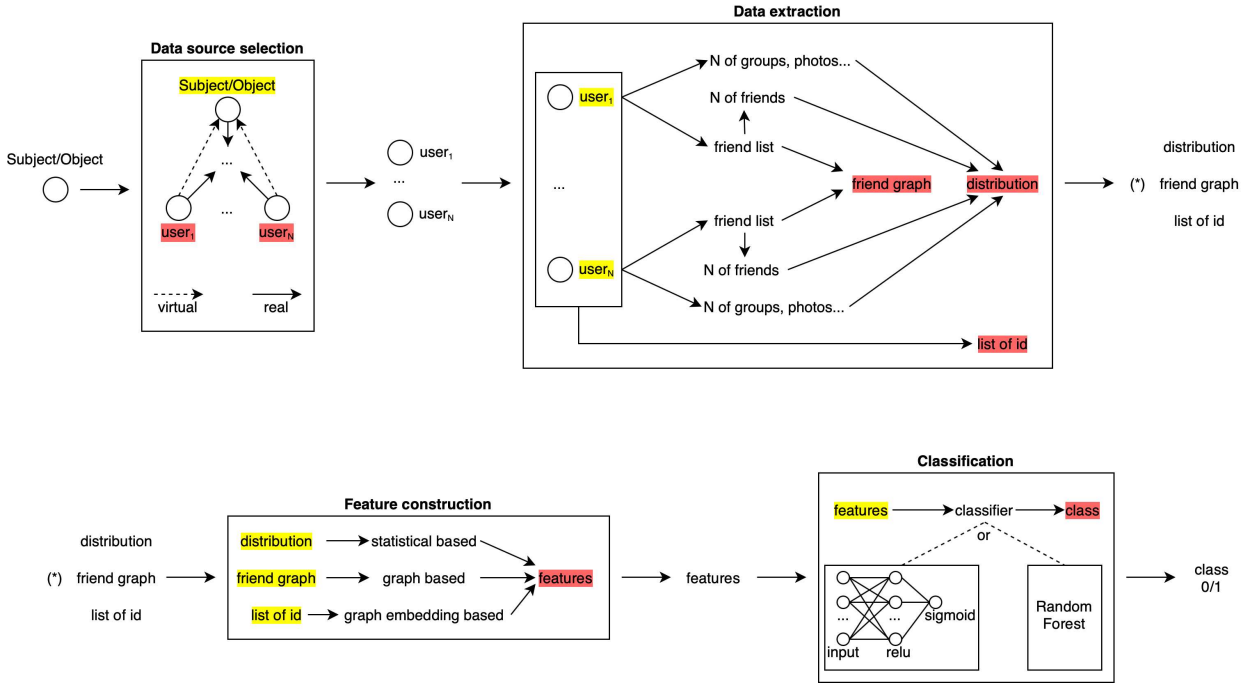 Data extraction
Data source selection
Subject/Object
Subject/Object
...
...
user₁
userₙ
virtual
real
user₁
...
userₙ
user₁
...
userₙ
N of groups, photos...
N of friends
friend list
friend graph
distribution
friend list
N of friends
N of groups, photos...
list of id
distribution
(*) friend graph
list of id
Feature construction
distribution
(*) friend graph
list of id
distribution
statistical based
friend graph
graph based
features
list of id
graph embedding based
features
Classification
features
classifier
class
or
...
...
sigmoid
input
relu
Random
Forest
class
0/1